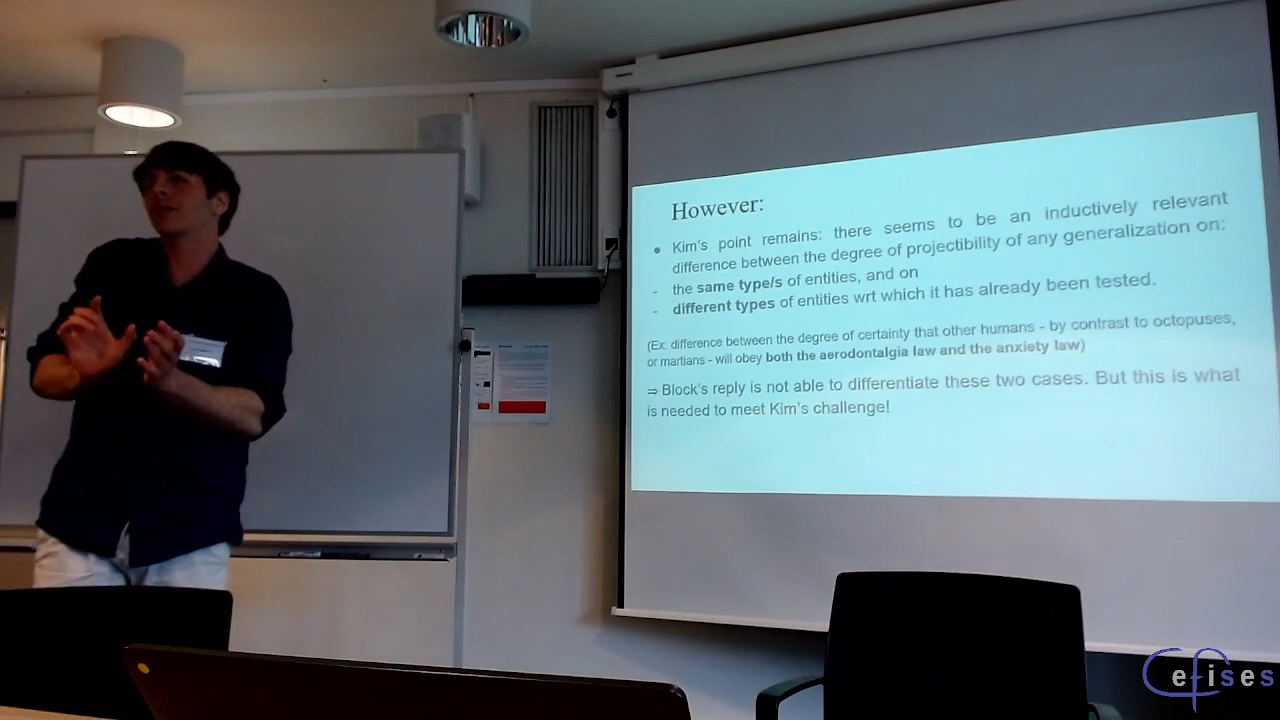 However:
• Kim's point remains: there seems to be an inductively relevant
difference between the degree of projectibility of any generalization on:
- the same type/s of entities, and on
- different types of entities wrt which it has already been tested.
(Ex: difference between the degree of certainty that other humans - by contrast to octopuses,
or martians - will obey both the aerodontalgia law and the anxiety law)
⇒ Block's reply is not able to differentiate these two cases. But this is what
is needed to meet Kim's challenge!
Cefises